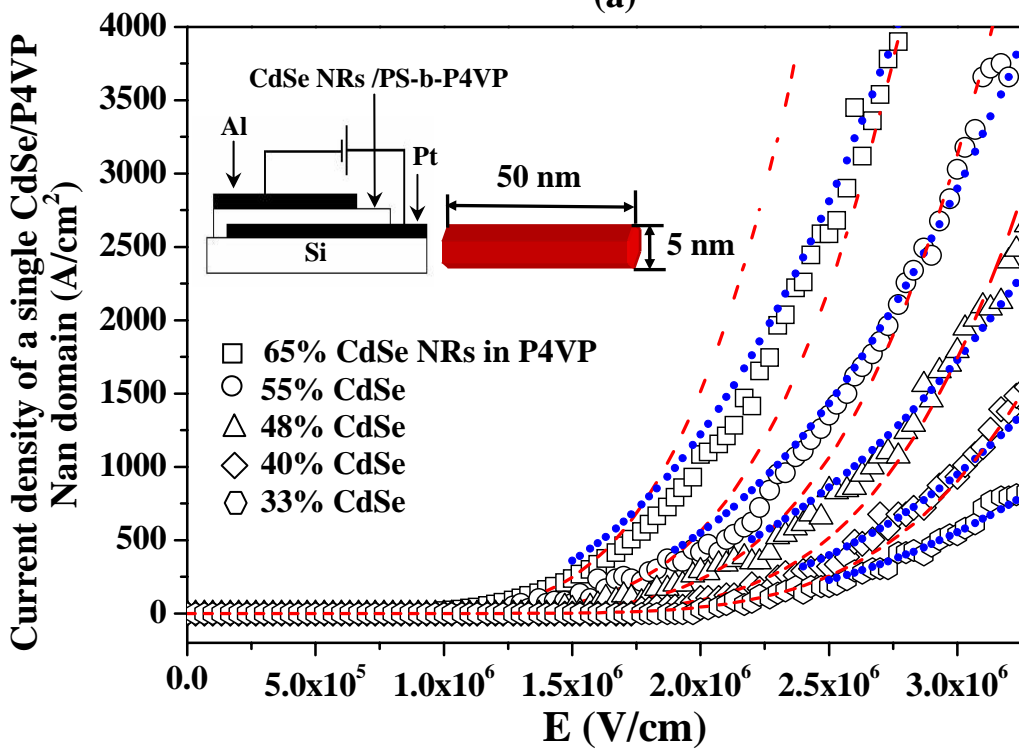 (a)
Current density of a single CdSe/P4VP
Nan domain (A/cm²)
4000
3500
3000
2500
2000
1500
1000
500
0
CdSe NRs /PS-b-P4VP
Al
Pt
Si
50 nm
5 nm
65% CdSe NRs in P4VP
55% CdSe
48% CdSe
40% CdSe
33% CdSe
0.0 5.0x10⁵ 1.0x10⁶ 1.5x10⁶ 2.0x10⁶ 2.5x10⁶ 3.0x10⁶
E (V/cm)